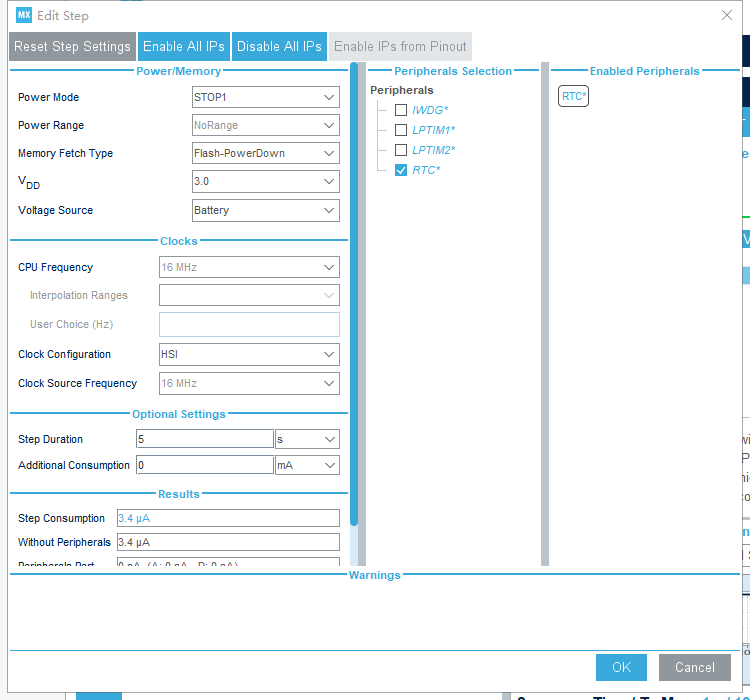 MX Edit Step
Reset Step Settings Enable All IPs Disable All IPs Enable IPs from Pinout
Power/Memory
Power Mode STOP1
Power Range NoRange
Memory Fetch Type Flash-PowerDown
VDD 3.0
Voltage Source Battery
Clocks
CPU Frequency 16 MHz
Interpolation Ranges
User Choice (Hz)
Clock Configuration HSI
Clock Source Frequency 16 MHz
Optional Settings
Step Duration 5 s
Additional Consumption 0 mA
Results
Step Consumption 3.4 µA
Without Peripherals 3.4 µA
Peripherals Part 0 nA (A: 0 nA - D: 0 nA)
Peripherals Selection
Peripherals
IWDG*
LPTIM1*
LPTIM2*
RTC*
Enabled Peripherals
RTC*
Warnings
OK Cancel